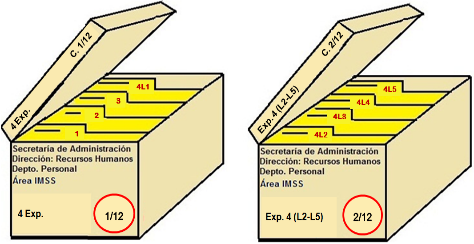 4 Exp.
C. 1/12
4L1
3
2
1
Secretaría de Administración
Dirección: Recursos Humanos
Depto. Personal
Área IMSS
4 Exp.
1/12
Exp. 4 (L2-L5)
C. 2/12
4L5
4L4
4L3
4L2
Secretaría de Administración
Dirección: Recursos Humanos
Depto. Personal
Área IMSS
Exp. 4 (L2-L5)
2/12